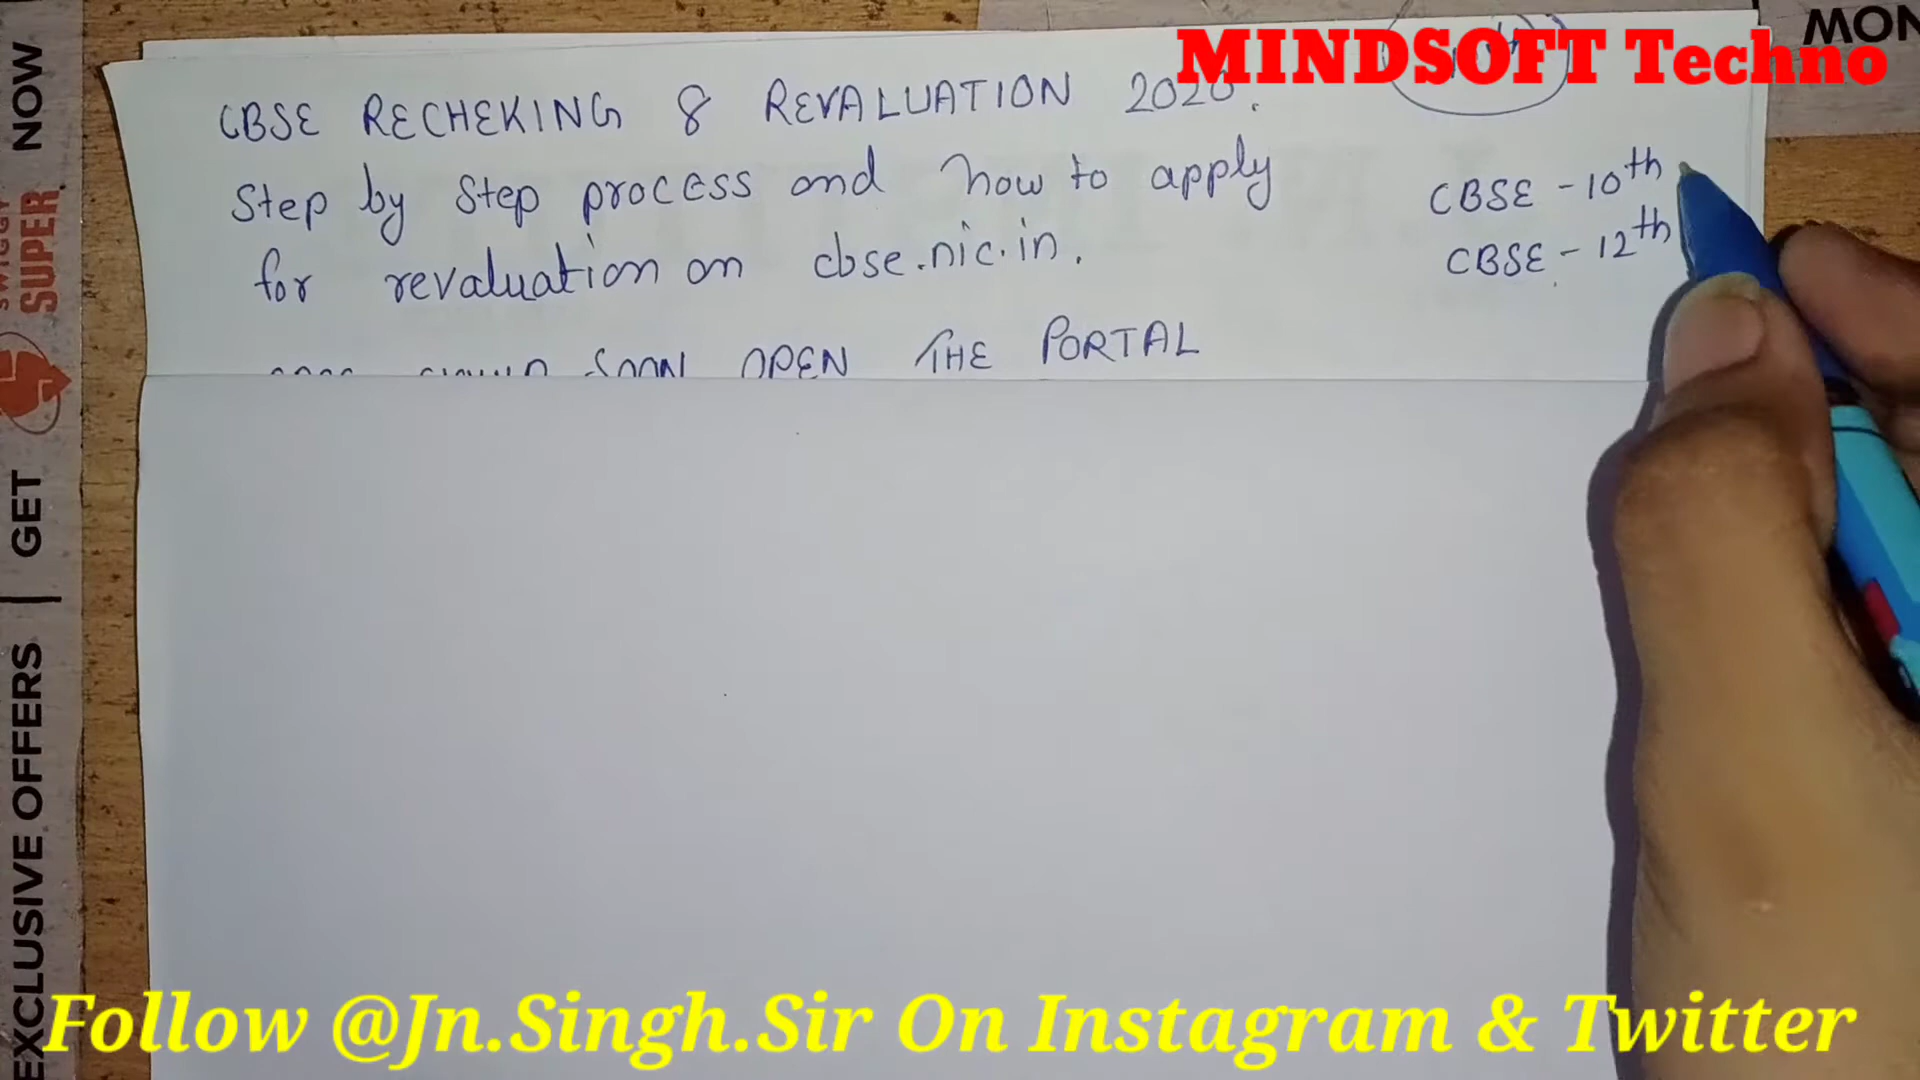 MINDSOFT Techno
MON
CBSE RECHEKING & REVALUATION 2020.
Step by Step process and how to apply
for revaluation on cbse.nic.in.
SOON OPEN THE PORTAL
CBSE - 10th
CBSE - 12th
EXCLUSIVE OFFERS | GET
SWIGGY
SUPER NOW
Follow @Jn.Singh.Sir On Instagram & Twitter